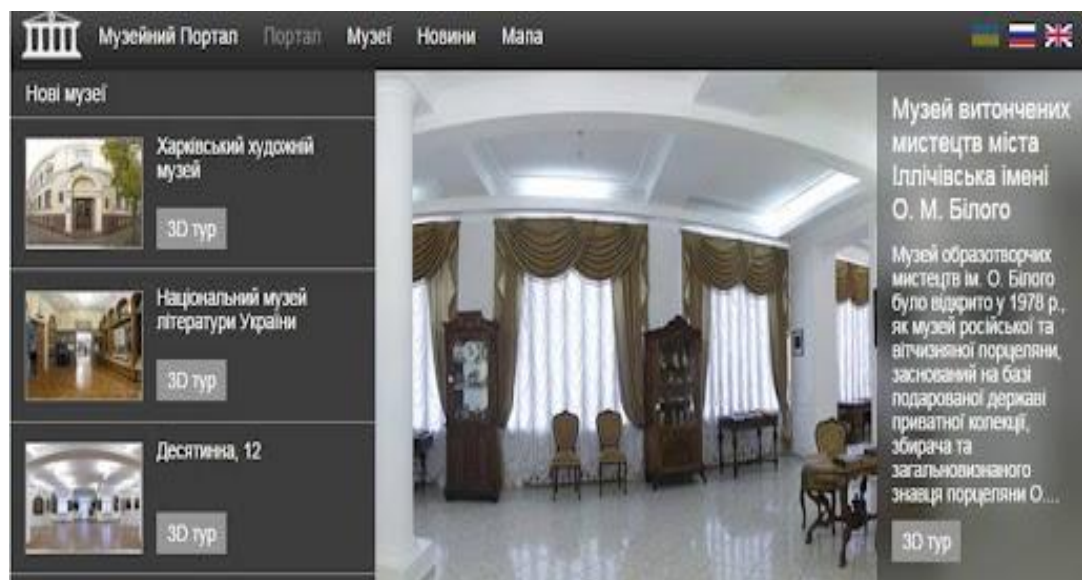 Музейний Портал Портал Музеї Новини Мапа
Нові музеї
Харківський художній
музей
3D тур
Національний музей
літератури України
3D тур
Десятинна, 12
3D тур
Музей витончених
мистецтв міста
Іллічівська імені
О. М. Білого
Музей образотворчих
мистецтв ім. О. Білого
було відкрито у 1978 р.,
як музей російської та
вітчизняної порцеляни,
заснований на базі
подарованої державі
приватної колекції,
збирача та
загальновизнаного
знавця порцеляни О....
3D тур